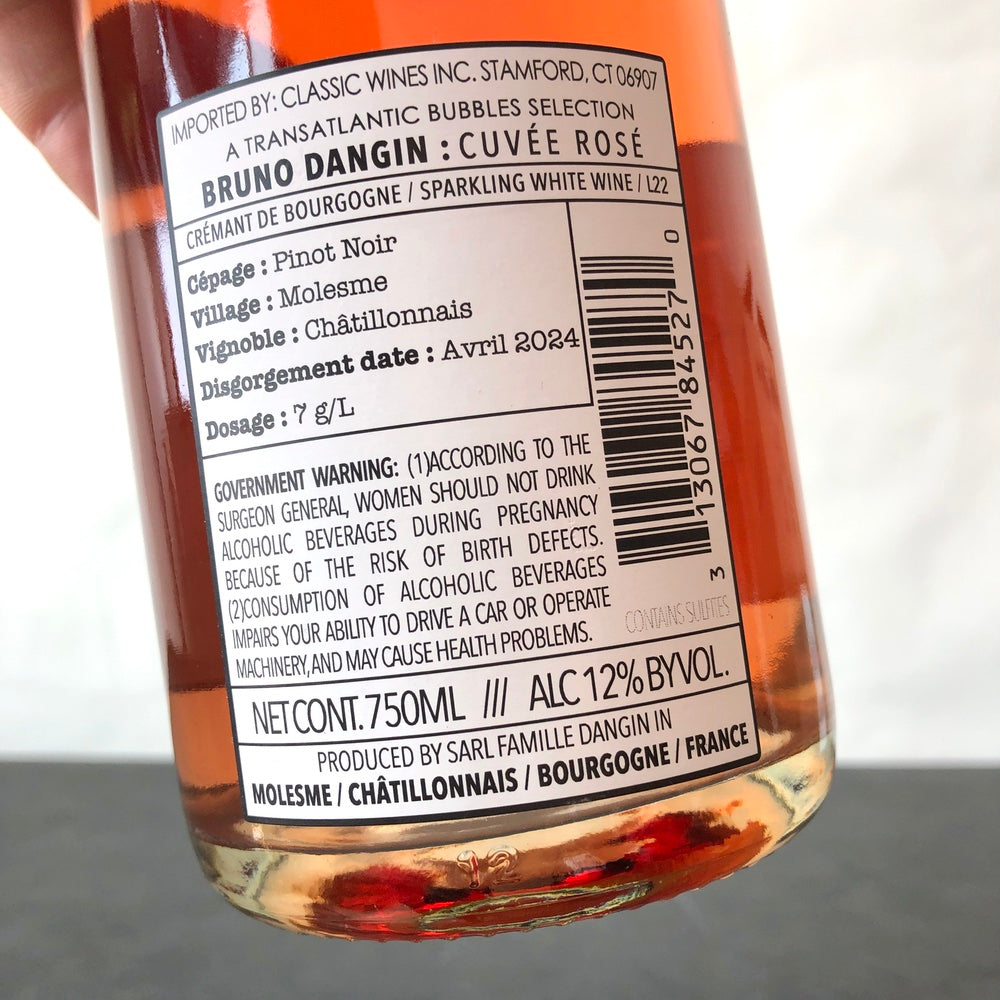 IMPORTED BY: CLASSIC WINES INC. STAMFORD, CT 06907
A TRANSATLANTIC BUBBLES SELECTION
BRUNO DANGIN : CUVÉE ROSÉ
CRÉMANT DE BOURGOGNE / SPARKLING WHITE WINE / L22
Cépage : Pinot Noir
Village : Molesme
Vignoble : Châtillonnais
Disgorgement date : Avril 2024
Dosage : 7 g/L
3 13067 84527 0
GOVERNMENT WARNING: (1)ACCORDING TO THE
SURGEON GENERAL, WOMEN SHOULD NOT DRINK
ALCOHOLIC BEVERAGES DURING PREGNANCY
BECAUSE OF THE RISK OF BIRTH DEFECTS.
(2)CONSUMPTION OF ALCOHOLIC BEVERAGES
IMPAIRS YOUR ABILITY TO DRIVE A CAR OR OPERATE
MACHINERY, AND MAY CAUSE HEALTH PROBLEMS.
CONTAINS SULFITES
NET CONT. 750ML /// ALC 12% BY VOL.
PRODUCED BY SARL FAMILLE DANGIN IN
MOLESME / CHÂTILLONNAIS / BOURGOGNE / FRANCE
12